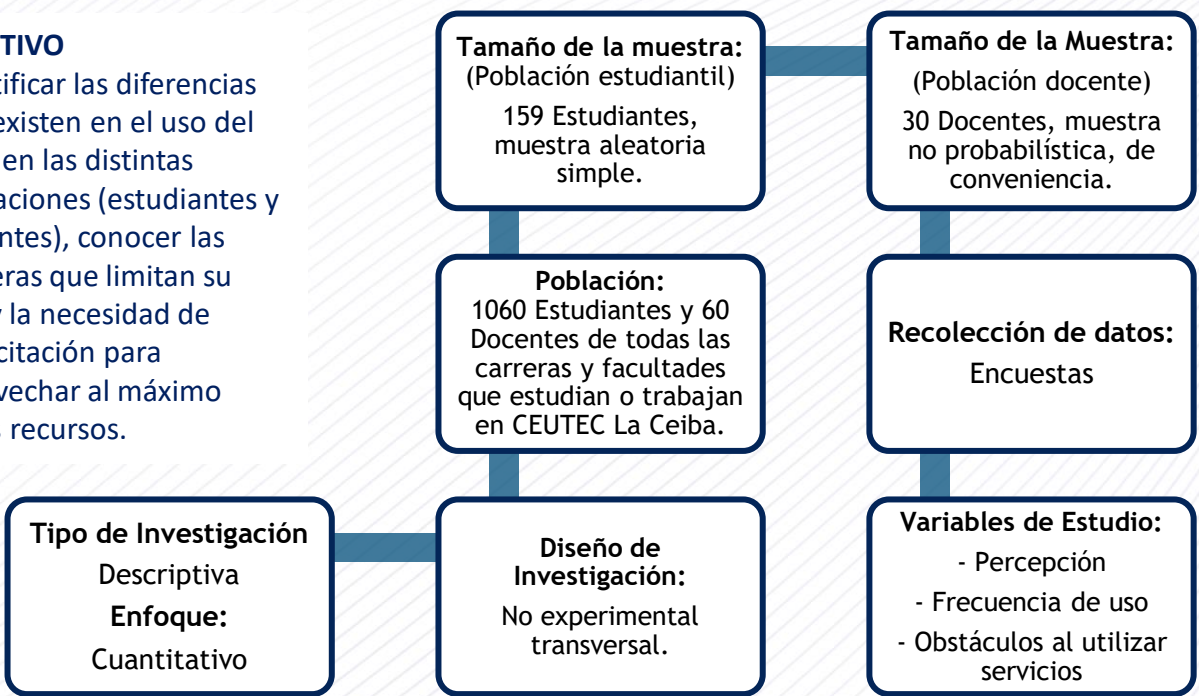 TIVO
tificar las diferencias
existen en el uso del
en las distintas
aciones (estudiantes y
ntes), conocer las
eras que limitan su
y la necesidad de
citación para
vechar al máximo
s recursos.
Tipo de Investigación
Descriptiva
Enfoque:
Cuantitativo
Diseño de
Investigación:
No experimental
transversal.
Población:
1060 Estudiantes y 60
Docentes de todas las
carreras y facultades
que estudian o trabajan
en CEUTEC La Ceiba.
Tamaño de la muestra:
(Población estudiantil)
159 Estudiantes,
muestra aleatoria
simple.
Tamaño de la Muestra:
(Población docente)
30 Docentes, muestra
no probabilística, de
conveniencia.
Recolección de datos:
Encuestas
Variables de Estudio:
- Percepción
- Frecuencia de uso
- Obstáculos al utilizar
servicios